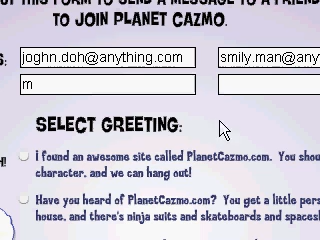 OUT THIS FORM TO SEND A MESSAGE TO A FRIEND
TO JOIN PLANET CAZMO.
S: joghn.doh@anything.com smily.man@any
m
SELECT GREETING:
H!
i found an awesome site called PlanetCazmo.com. You shou
character, and we can hang out!
Have you heard of PlanetCazmo.com? You get a little pers
house, and there's ninja suits and skateboards and spacesh